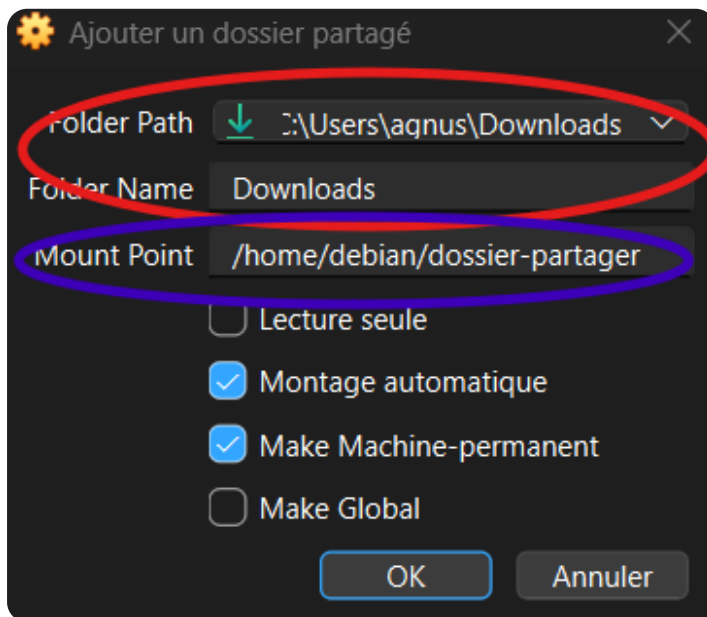 Ajouter un dossier partagé
Folder Path :\Users\agnus\Downloads
Folder Name Downloads
Mount Point /home/debian/dossier-partager
Lecture seule
Montage automatique
Make Machine-permanent
Make Global
OK Annuler